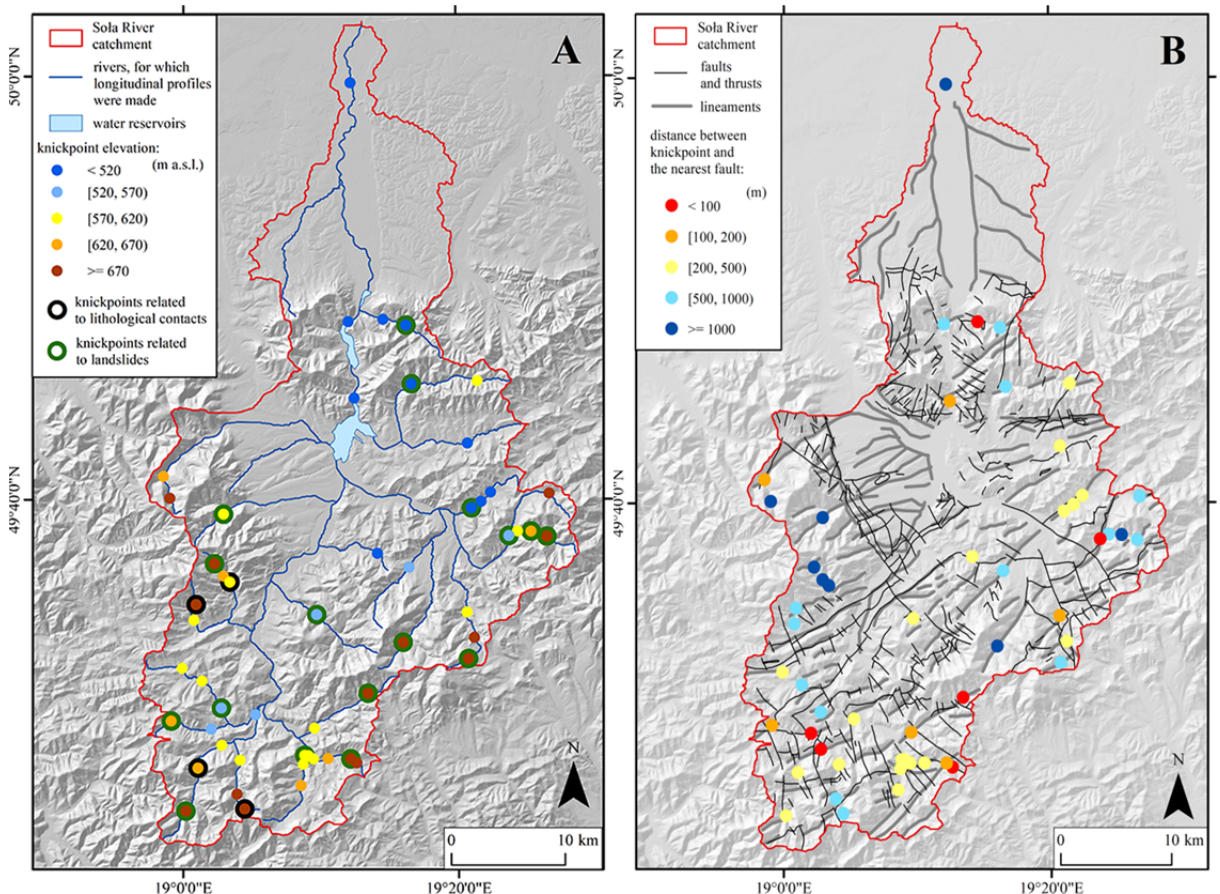 A
Soła River
catchment
rivers, for which
longitudinal profiles
were made
water reservoirs
knickpoint elevation:
(m a.s.l.)
< 520
[520, 570)
[570, 620)
[620, 670)
>= 670
knickpoints related
to lithological contacts
knickpoints related
to landslides
50°0'0"N
49°40'0"N
19°0'0"E
19°20'0"E
N
0
10 km
B
Soła River
catchment
faults
and thrusts
lineaments
distance between
knickpoint and
the nearest fault:
(m)
< 100
[100, 200)
[200, 500)
[500, 1000)
>= 1000
50°0'0"N
49°40'0"N
19°0'0"E
19°20'0"E
N
0
10 km